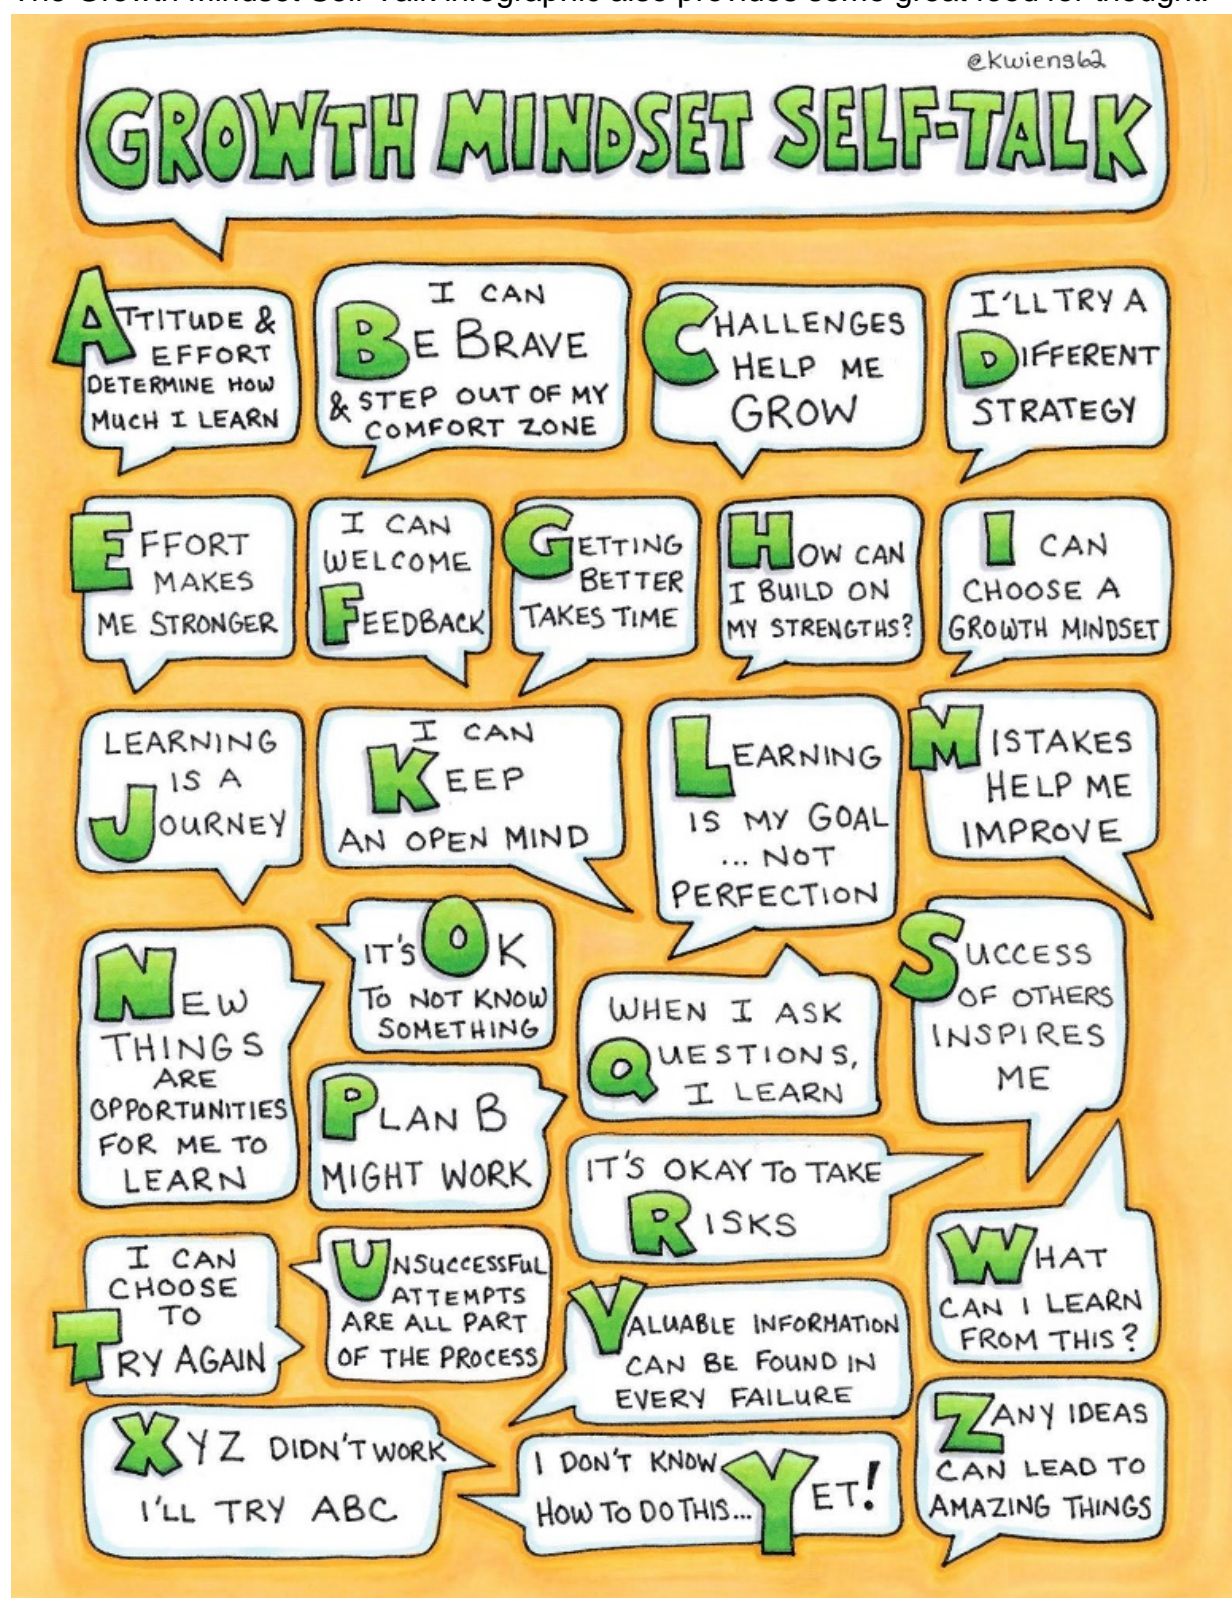 The Growth Mindset Self-Talk infographic also provides some great food for thought.
@kwiens62
GROWTH MINDSET SELF-TALK
ATTITUDE &
EFFORT
DETERMINE HOW
MUCH I LEARN
I CAN
BE BRAVE
& STEP OUT OF MY
COMFORT ZONE
CHALLENGES
HELP ME
GROW
I'LL TRY A
DIFFERENT
STRATEGY
EFFORT
MAKES
ME STRONGER
I CAN
WELCOME
FEEDBACK
GETTING
BETTER
TAKES TIME
HOW CAN
I BUILD ON
MY STRENGTHS?
I CAN
CHOOSE A
GROWTH MINDSET
LEARNING
IS A
JOURNEY
I CAN
KEEP
AN OPEN MIND
LEARNING
IS MY GOAL
... NOT
PERFECTION
MISTAKES
HELP ME
IMPROVE
NEW
THINGS
ARE
OPPORTUNITIES
FOR ME TO
LEARN
IT'S OK
TO NOT KNOW
SOMETHING
PLAN B
MIGHT WORK
WHEN I ASK
QUESTIONS,
I LEARN
IT'S OKAY TO TAKE
RISKS
SUCCESS
OF OTHERS
INSPIRES
ME
I CAN
CHOOSE
TO
TRY AGAIN
UNSUCCESSFUL
ATTEMPTS
ARE ALL PART
OF THE PROCESS
VALUABLE INFORMATION
CAN BE FOUND IN
EVERY FAILURE
WHAT
CAN I LEARN
FROM THIS?
XYZ DIDN'T WORK
I'LL TRY ABC
I DON'T KNOW
HOW TO DO THIS... YET!
ZANY IDEAS
CAN LEAD TO
AMAZING THINGS